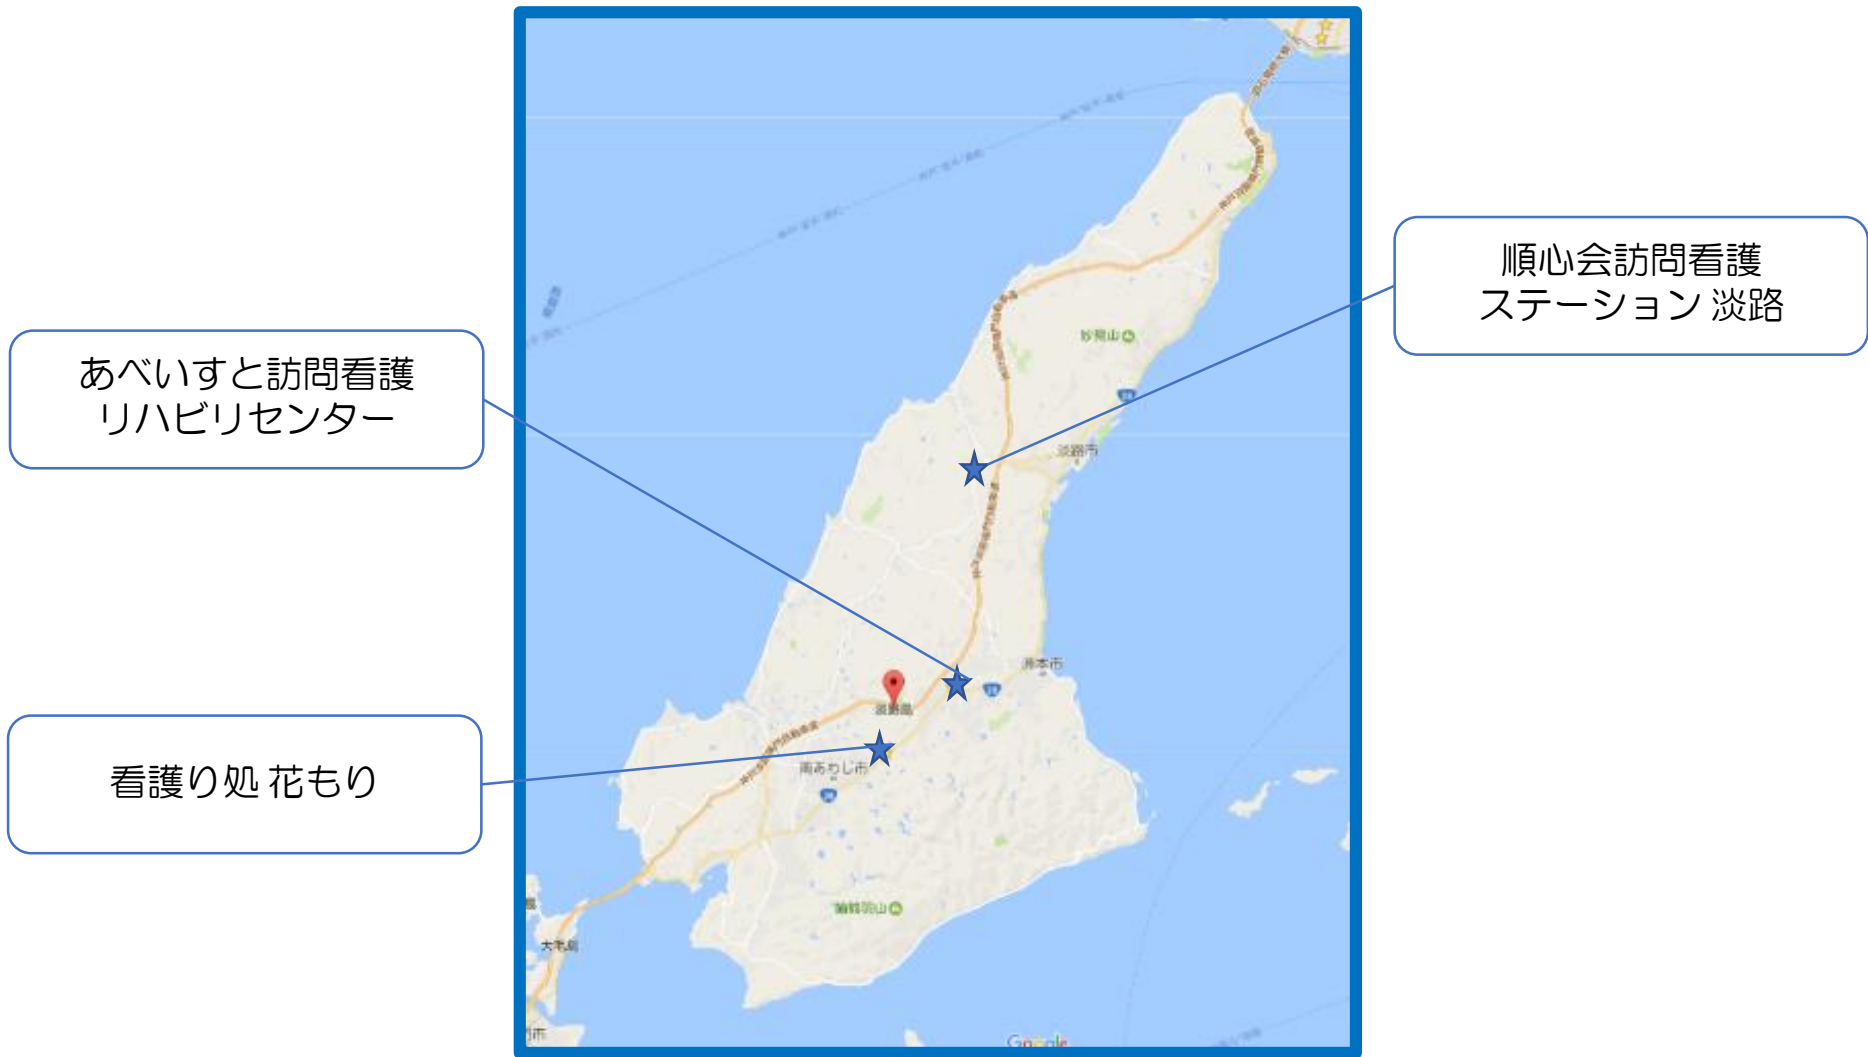 順心会訪問看護
ステーション 淡路
あべいすと訪問看護
リハビリセンター
看護り処 花もり
妙見山
28
淡路市
洲本市
28
淡路島
南あわじ市
28
諭鶴羽山
大毛島
Google